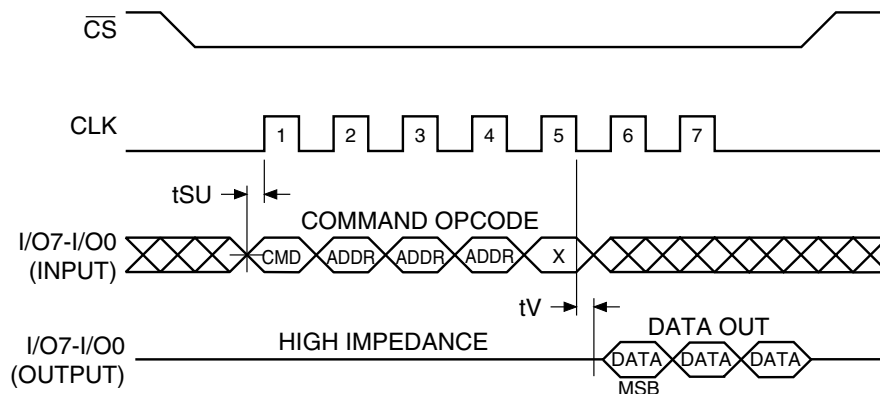 CS
CLK
1 2 3 4 5 6 7
tSU
COMMAND OPCODE
I/O7-I/O0
(INPUT)
CMD ADDR ADDR ADDR X
tV
DATA OUT
HIGH IMPEDANCE
I/O7-I/O0
(OUTPUT)
DATA DATA DATA
MSB